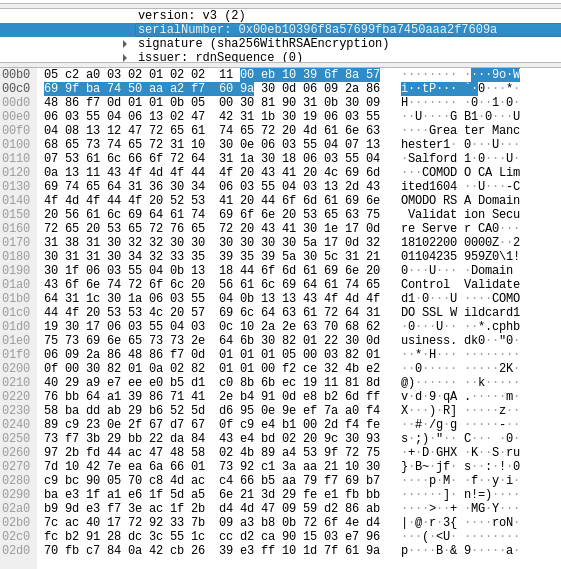 version: v3 (2)
serialNumber: 0x00eb10396f8a57699fba7450aaa2f7609a
signature (sha256WithRSAEncryption)
issuer: rdnSequence (0)
00b0 05 c2 a0 03 02 01 02 02 11 00 eb 10 39 6f 8a 57 ········ ···9o·W
00c0 69 9f ba 74 50 aa a2 f7 60 9a 30 0d 06 09 2a 86 i··tP··· `·0···*·
00d0 48 86 f7 0d 01 01 0b 05 00 30 81 90 31 0b 30 09 H······· ·0··1·0·
00e0 06 03 55 04 06 13 02 47 42 31 1b 30 19 06 03 55 ··U····G B1·0···U
00f0 04 08 13 12 47 72 65 61 74 65 72 20 4d 61 6e 63 ····Grea ter Manc
0100 68 65 73 74 65 72 31 10 30 0e 06 03 55 04 07 13 hester1· 0···U···
0110 07 53 61 6c 66 6f 72 64 31 1a 30 18 06 03 55 04 ·Salford 1·0···U·
0120 0a 13 11 43 4f 4d 4f 44 4f 20 43 41 20 4c 69 6d ···COMOD O CA Lim
0130 69 74 65 64 31 36 30 34 06 03 55 04 03 13 2d 43 ited1604 ··U···-C
0140 4f 4d 4f 44 4f 20 52 53 41 20 44 6f 6d 61 69 6e OMODO RS A Domain
0150 20 56 61 6c 69 64 61 74 69 6f 6e 20 53 65 63 75 Validat ion Secu
0160 72 65 20 53 65 72 76 65 72 20 43 41 30 1e 17 0d re Serve r CA0···
0170 31 38 31 30 32 32 30 30 30 30 30 30 5a 17 0d 32 18102200 0000Z··2
0180 30 31 31 30 34 32 33 35 39 35 39 5a 30 5c 31 21 01104235 959Z0\1!
0190 30 1f 06 03 55 04 0b 13 18 44 6f 6d 61 69 6e 20 0···U··· ·Domain
01a0 43 6f 6e 74 72 6f 6c 20 56 61 6c 69 64 61 74 65 Control Validate
01b0 64 31 1c 30 1a 06 03 55 04 0b 13 13 43 4f 4d 4f d1·0···U ····COMO
01c0 44 4f 20 53 53 4c 20 57 69 6c 64 63 61 72 64 31 DO SSL W ildcard1
01d0 19 30 17 06 03 55 04 03 0c 10 2a 2e 63 70 68 62 ·0···U·· ··*.cphb
01e0 75 73 69 6e 65 73 73 2e 64 6b 30 82 01 22 30 0d usiness. dk0··"0·
01f0 06 09 2a 86 48 86 f7 0d 01 01 01 05 00 03 82 01 ··*·H··· ········
0200 0f 00 30 82 01 0a 02 82 01 01 00 f2 ce 32 4b e2 ··0····· ·····2K·
0210 40 29 a9 e7 ee e0 b5 d1 c0 8b 6b ec 19 11 81 8d @)······ ··k·····
0220 76 bb 64 a1 39 86 71 41 2e b4 91 0d e8 b2 6d ff v·d·9·qA .·····m·
0230 58 ba dd ab 29 b6 52 5d d6 95 0e 9e ef 7a a0 f4 X···)·R] ·····z··
0240 89 c9 23 0e 2f 67 d7 67 0f c9 e4 b1 00 2d f4 fe ··#·/g·g ·····-··
0250 73 f7 3b 29 bb 22 da 84 43 e4 bd 02 20 9c 30 93 s·;)·"·· C··· ·0·
0260 97 2b fd 44 ac 47 48 58 02 4b 89 a4 53 9f 72 75 ·+·D·GHX ·K··S·ru
0270 7d 10 42 7e ea 6a 66 01 73 92 c1 3a aa 21 10 30 }·B~·jf· s··:·!·0
0280 c9 bc 90 05 70 c8 4d ac c4 66 b5 aa 79 f7 69 b7 ····p·M· ·f··y·i·
0290 ba e3 1f a1 e6 1f 5d a5 6e 21 3d 29 fe e1 fb bb ······]· n!=)····
02a0 b9 9d e3 f7 3e ac 1f 2b d4 4d 47 09 59 d2 86 ab ····>··+ ·MG·Y···
02b0 7c ac 40 17 72 92 33 7b 09 a3 b8 0b 72 6f 4e d4 |·@·r·3{ ····roN·
02c0 fc b2 91 28 dc 3c 55 1c cc d2 ca 90 15 03 e7 96 ···(·<U· ········
02d0 70 fb c7 84 0a 42 cb 26 39 e3 ff 10 1d 7f 61 9a p····B·& 9·····a·